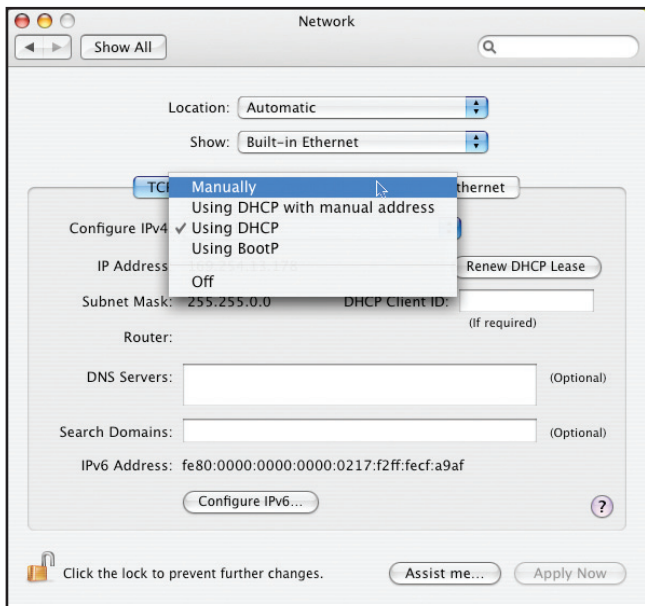 Network
Show All
Location: Automatic
Show: Built-in Ethernet
TCP thernet
Manually
Using DHCP with manual address
Configure IPv4 ✓ Using DHCP
Using BootP
IP Address Renew DHCP Lease
Off
Subnet Mask: 255.255.0.0 DHCP Client ID:
(If required)
Router:
DNS Servers: (Optional)
Search Domains: (Optional)
IPv6 Address: fe80:0000:0000:0000:0217:f2ff:fecf:a9af
Configure IPv6...
?
Click the lock to prevent further changes. Assist me... Apply Now